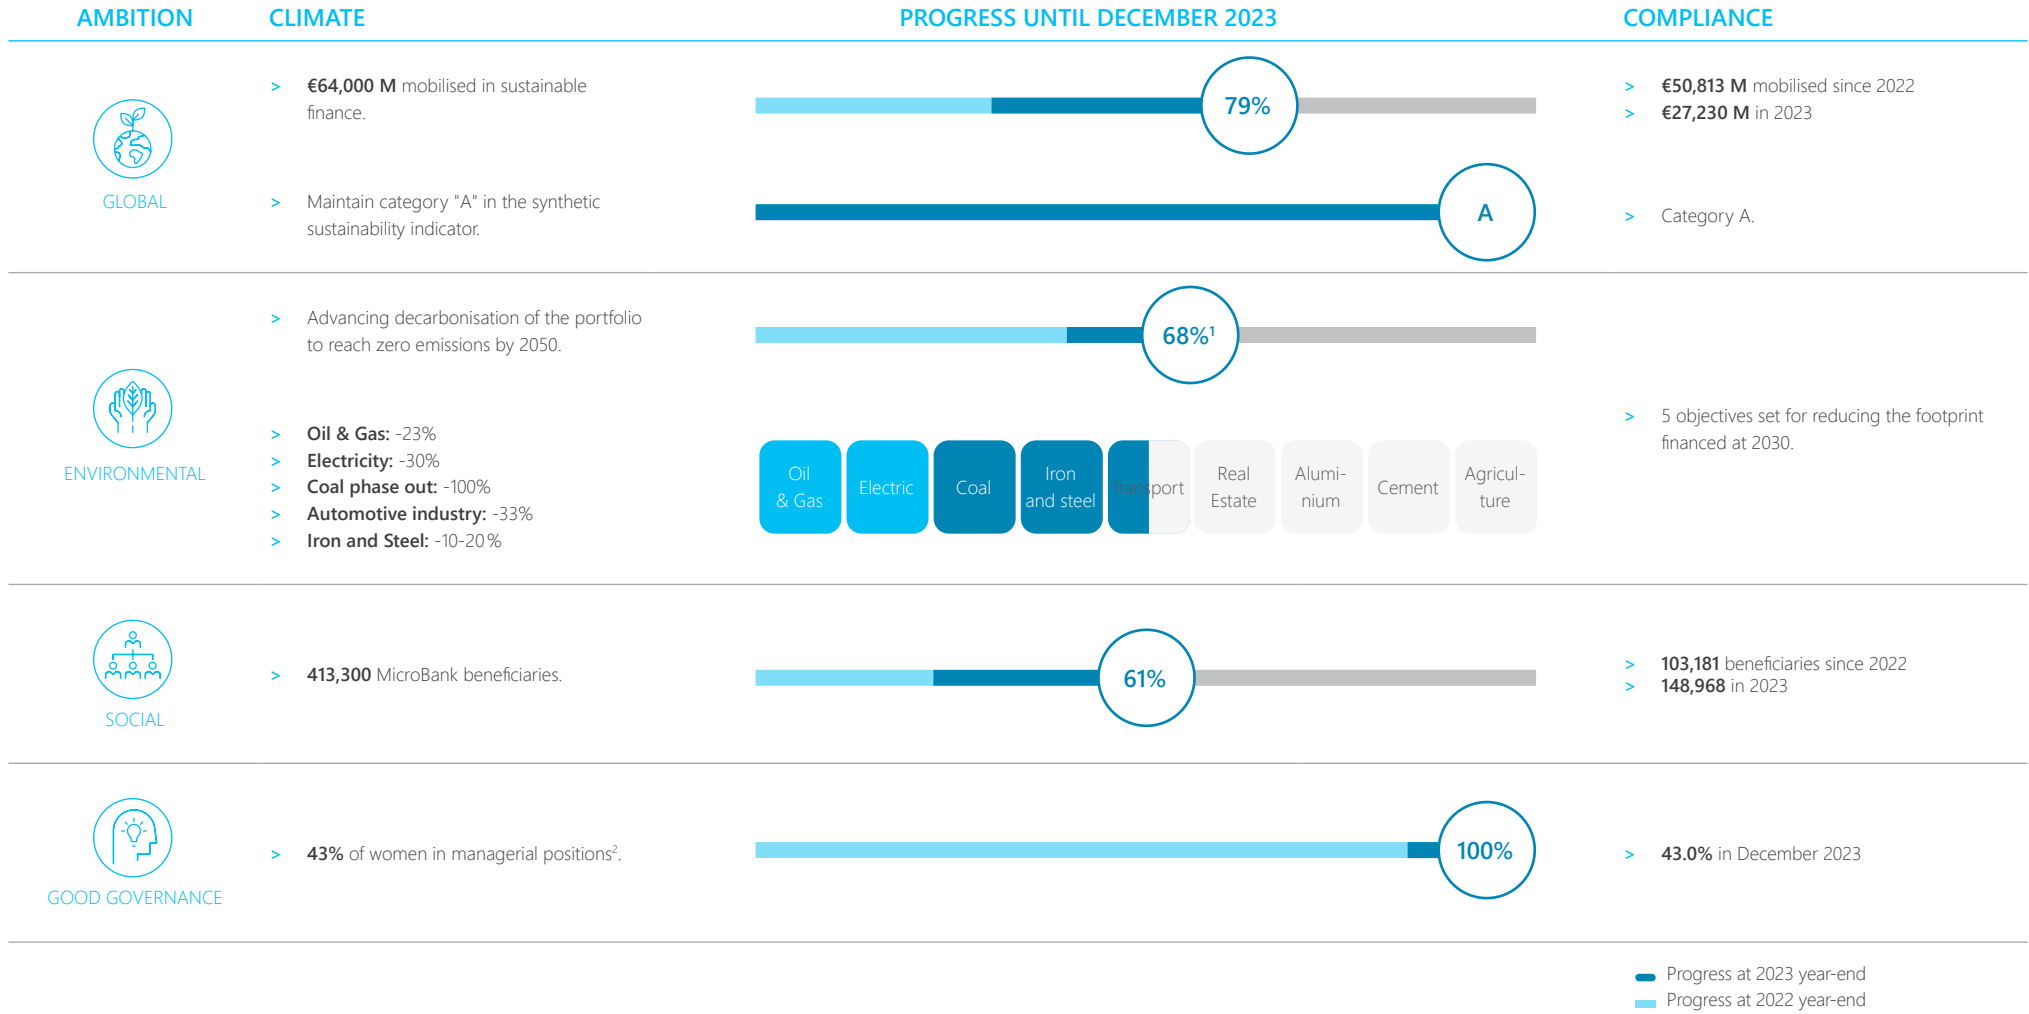 AMBITION
CLIMATE
PROGRESS UNTIL DECEMBER 2023
COMPLIANCE
GLOBAL
> €64,000 M mobilised in sustainable
finance.
79%
> €50,813 M mobilised since 2022
> €27,230 M in 2023
> Maintain category "A" in the synthetic
sustainability indicator.
A
> Category A.
ENVIRONMENTAL
> Advancing decarbonisation of the portfolio
to reach zero emissions by 2050.
68%¹
> Oil & Gas: -23%
> Electricity: -30%
> Coal phase out: -100%
> Automotive industry: -33%
> Iron and Steel: -10-20%
Oil
& Gas
Electric
Coal
Iron
and steel
Transport
Real
Estate
Alumi-
nium
Cement
Agricul-
ture
> 5 objectives set for reducing the footprint
financed at 2030.
SOCIAL
> 413,300 MicroBank beneficiaries.
61%
> 103,181 beneficiaries since 2022
> 148,968 in 2023
GOOD GOVERNANCE
> 43% of women in managerial positions².
100%
> 43.0% in December 2023
Progress at 2023 year-end
Progress at 2022 year-end